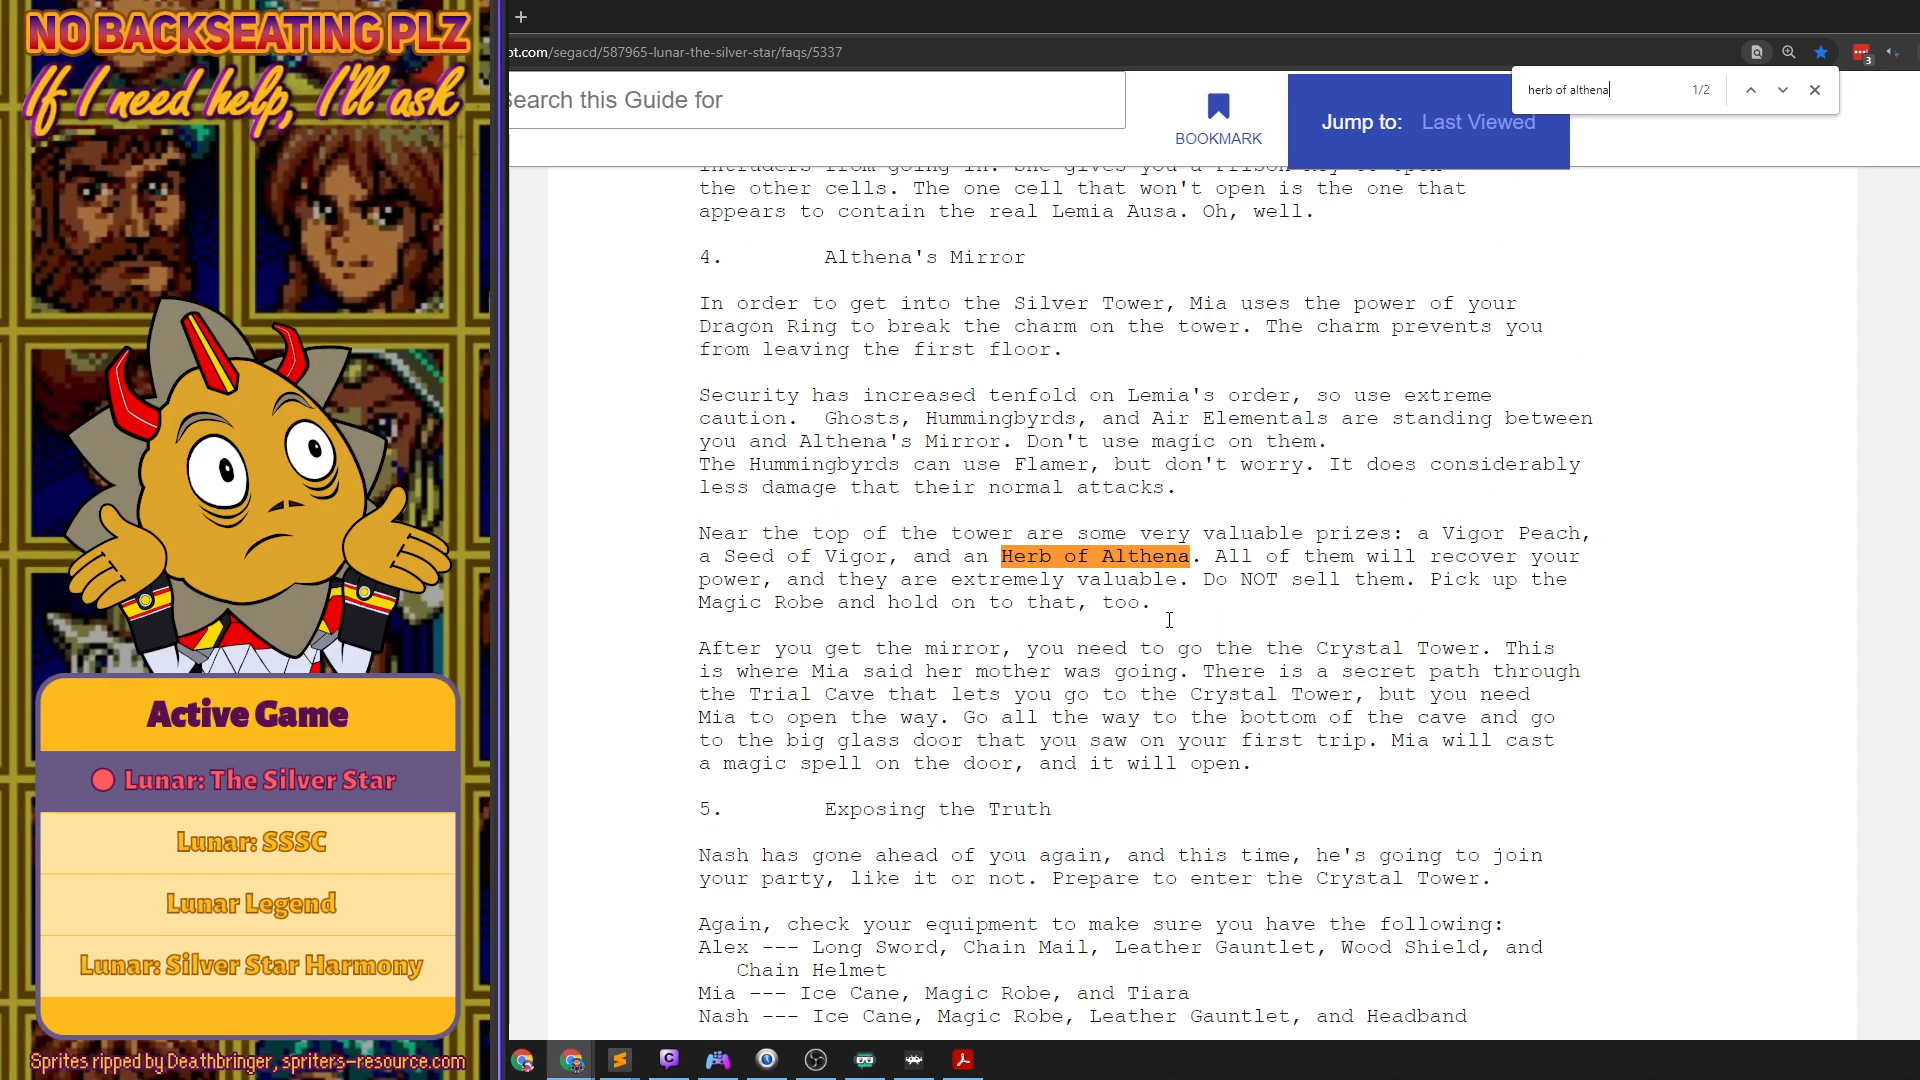 NO BACKSEATING PLZ
If I need help, I'll ask
Active Game
Lunar: The Silver Star
Lunar: SSSC
Lunar Legend
Lunar: Silver Star Harmony
Sprites ripped by Deathbringer, spriters-resource.com
pt.com/segacd/587965-lunar-the-silver-star/faqs/5337
3
herb of althena
1/2
Search this Guide for
BOOKMARK
Jump to: Last Viewed
intruders from going in. She gives you a Prison Key to open
the other cells. The one cell that won't open is the one that
appears to contain the real Lemia Ausa. Oh, well.
4. Althena's Mirror
In order to get into the Silver Tower, Mia uses the power of your
Dragon Ring to break the charm on the tower. The charm prevents you
from leaving the first floor.
Security has increased tenfold on Lemia's order, so use extreme
caution. Ghosts, Hummingbyrds, and Air Elementals are standing between
you and Althena's Mirror. Don't use magic on them.
The Hummingbyrds can use Flamer, but don't worry. It does considerably
less damage that their normal attacks.
Near the top of the tower are some very valuable prizes: a Vigor Peach,
a Seed of Vigor, and an Herb of Althena. All of them will recover your
power, and they are extremely valuable. Do NOT sell them. Pick up the
Magic Robe and hold on to that, too.
After you get the mirror, you need to go the the Crystal Tower. This
is where Mia said her mother was going. There is a secret path through
the Trial Cave that lets you go to the Crystal Tower, but you need
Mia to open the way. Go all the way to the bottom of the cave and go
to the big glass door that you saw on your first trip. Mia will cast
a magic spell on the door, and it will open.
5. Exposing the Truth
Nash has gone ahead of you again, and this time, he's going to join
your party, like it or not. Prepare to enter the Crystal Tower.
Again, check your equipment to make sure you have the following:
Alex --- Long Sword, Chain Mail, Leather Gauntlet, Wood Shield, and
Chain Helmet
Mia --- Ice Cane, Magic Robe, and Tiara
Nash --- Ice Cane, Magic Robe, Leather Gauntlet, and Headband